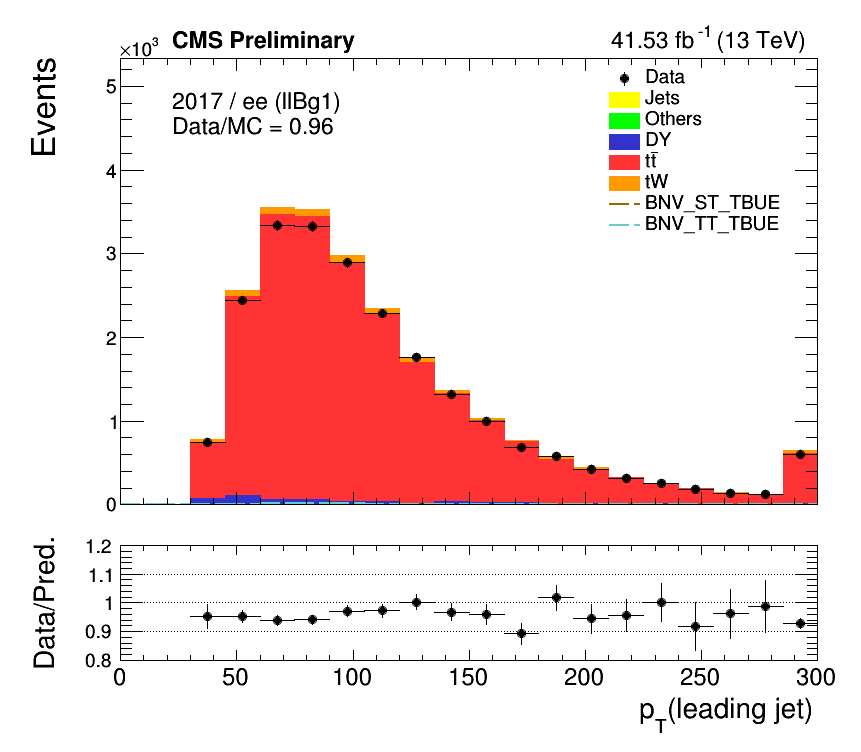 ×10³ CMS Preliminary 41.53 fb⁻¹ (13 TeV)
Events
2017 / ee (llBg1)
Data/MC = 0.96
Data
Jets
Others
DY
tt̄
tW
BNV_ST_TBUE
BNV_TT_TBUE
5
4
3
2
1
0
Data/Pred.
1.2
1.1
1
0.9
0.8
0 50 100 150 200 250 300
p_T(leading jet)